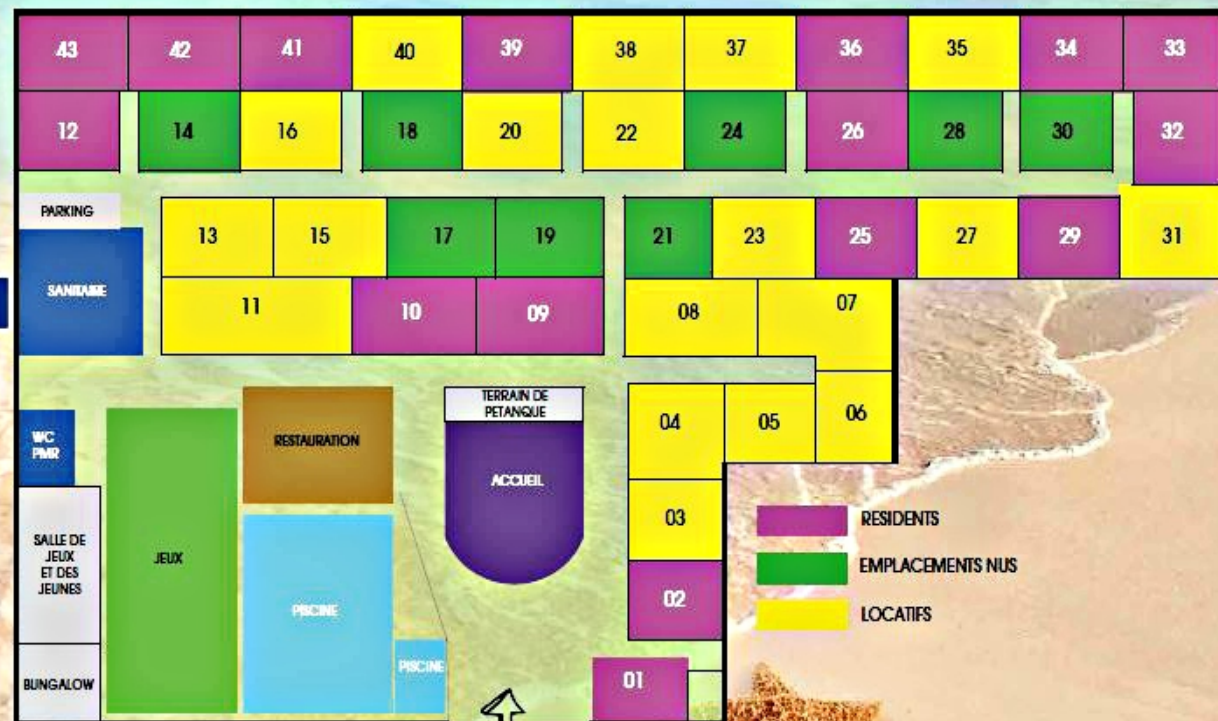 43 42 41 40 39 38 37 36 35 34 33
12 14 16 18 20 22 24 26 28 30 32
PARKING
13 15 17 19 21 23 25 27 29 31
SANITAIRE
11 10 09 08 07
TERRAIN DE
PETANQUE
04 05 06
WC
PMR
RESTAURATION
ACCUEIL
03
SALLE DE
JEUX
ET DES
JEUNES
JEUX
PISCINE
02
RESIDENTS
EMPLACEMENTS NUS
LOCATIFS
BUNGALOW
PISCINE
01